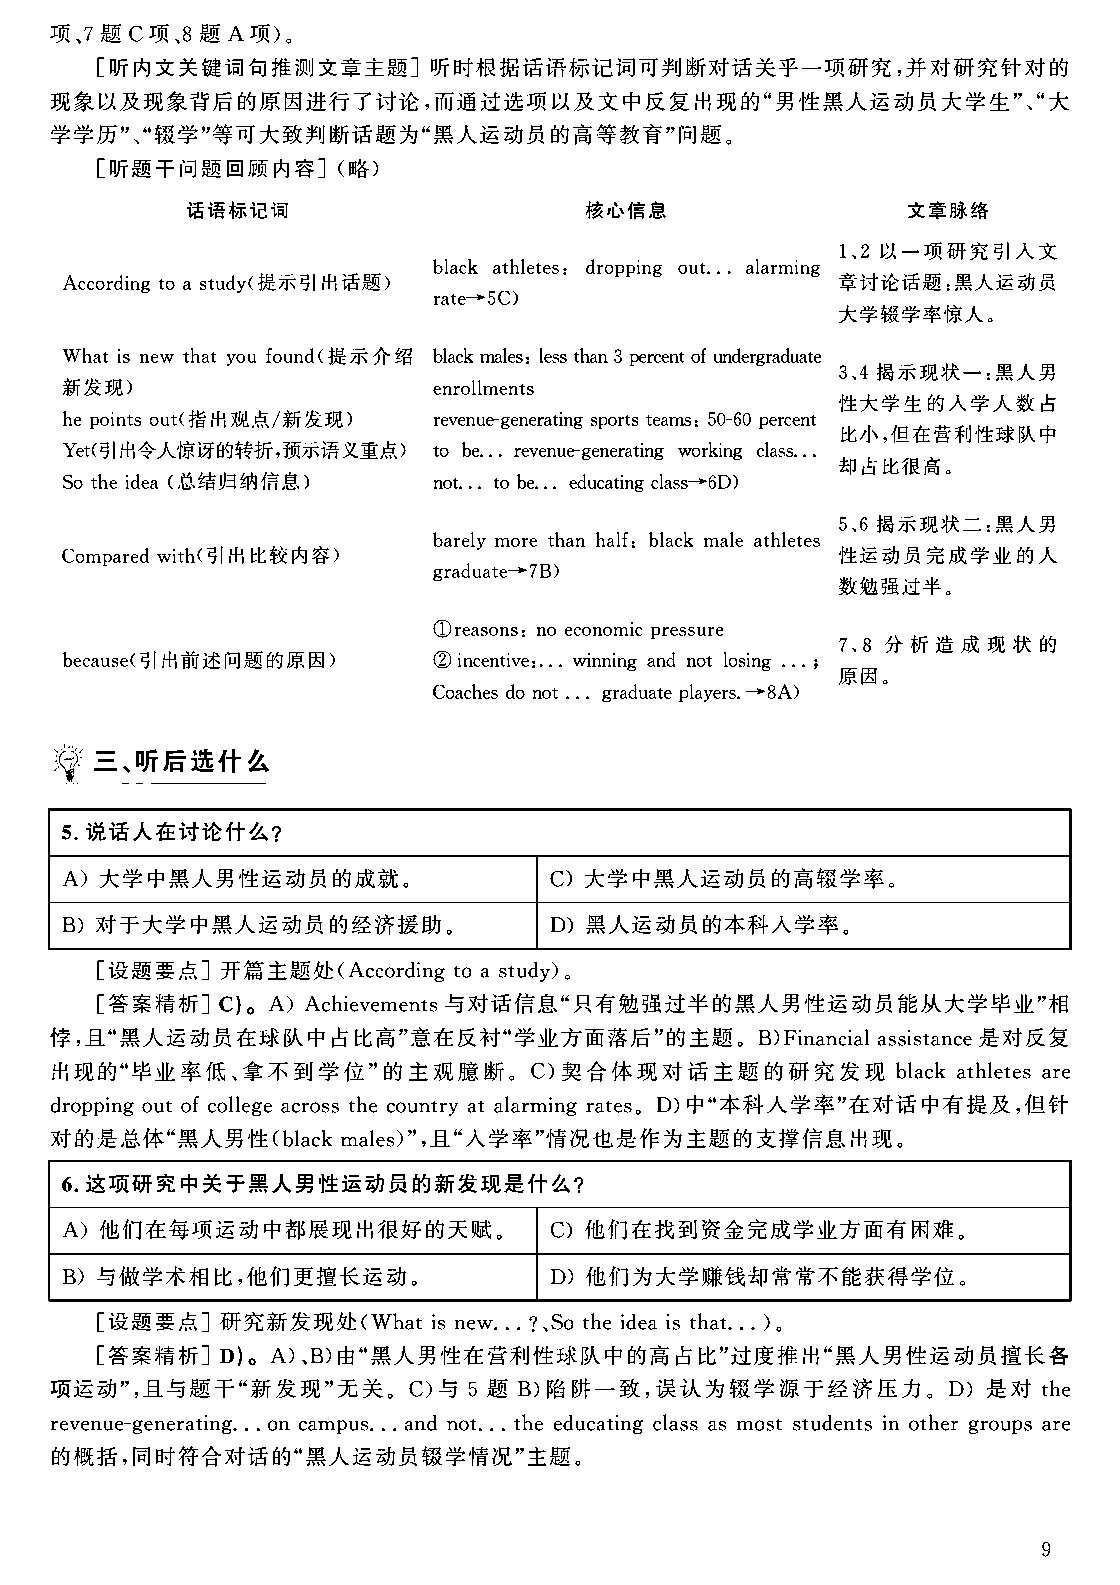 项、7 题 C 项、8 题 A 项)。
[听内文关键词句推测文章主题] 听时根据话语标记词可判断对话关乎一项研究,并对研究针对的
现象以及现象背后的原因进行了讨论,而通过选项以及文中反复出现的“男性黑人运动员大学生”、“大
学学历”、“辍学”等可大致判断话题为“黑人运动员的高等教育”问题。
[听题干问题回顾内容](略)
话语标记词 核心信息 文章脉络
According to a study(提示引出话题)
black athletes: dropping out... alarming
rate→5C)
1、2 以一项研究引入文
章讨论话题:黑人运动员
大学辍学率惊人。
What is new that you found(提示介绍
新发现)
he points out(指出观点/新发现)
Yet(引出令人惊讶的转折,预示语义重点)
So the idea (总结归纳信息)
black males: less than 3 percent of undergraduate
enrollments
revenue-generating sports teams: 50-60 percent
to be... revenue-generating working class...
not... to be... educating class→6D)
3、4 揭示现状一:黑人男
性大学生的入学人数占
比小,但在营利性球队中
却占比很高。
Compared with(引出比较内容)
barely more than half: black male athletes
graduate→7B)
5、6 揭示现状二:黑人男
性运动员完成学业的人
数勉强过半。
because(引出前述问题的原因)
①reasons: no economic pressure
②incentive:... winning and not losing ...;
Coaches do not ... graduate players. →8A)
7、8 分析造成现状的
原因。
三、听后选什么
5. 说话人在讨论什么?
A) 大学中黑人男性运动员的成就。 C) 大学中黑人运动员的高辍学率。
B) 对于大学中黑人运动员的经济援助。 D) 黑人运动员的本科入学率。
[设题要点] 开篇主题处(According to a study)。
[答案精析] C)。A) Achievements 与对话信息“只有勉强过半的黑人男性运动员能从大学毕业”相
悖,且“黑人运动员在球队中占比高”意在反衬“学业方面落后”的主题。B)Financial assistance 是对反复
出现的“毕业率低、拿不到学位”的主观臆断。C)契合体现对话主题的研究发现 black athletes are
dropping out of college across the country at alarming rates。D)中“本科入学率”在对话中有提及,但针
对的是总体“黑人男性(black males)”,且“入学率”情况也是作为主题的支撑信息出现。
6. 这项研究中关于黑人男性运动员的新发现是什么?
A) 他们在每项运动中都展现出很好的天赋。 C) 他们在找到资金完成学业方面有困难。
B) 与做学术相比,他们更擅长运动。 D) 他们为大学赚钱却常常不能获得学位。
[设题要点] 研究新发现处(What is new...?、So the idea is that...)。
[答案精析] D)。A)、B)由“黑人男性在营利性球队中的高占比”过度推出“黑人男性运动员擅长各
项运动”,且与题干“新发现”无关。C)与 5 题 B)陷阱一致,误认为辍学源于经济压力。D) 是对 the
revenue-generating...on campus...and not... the educating class as most students in other groups are
的概括,同时符合对话的“黑人运动员辍学情况”主题。
9